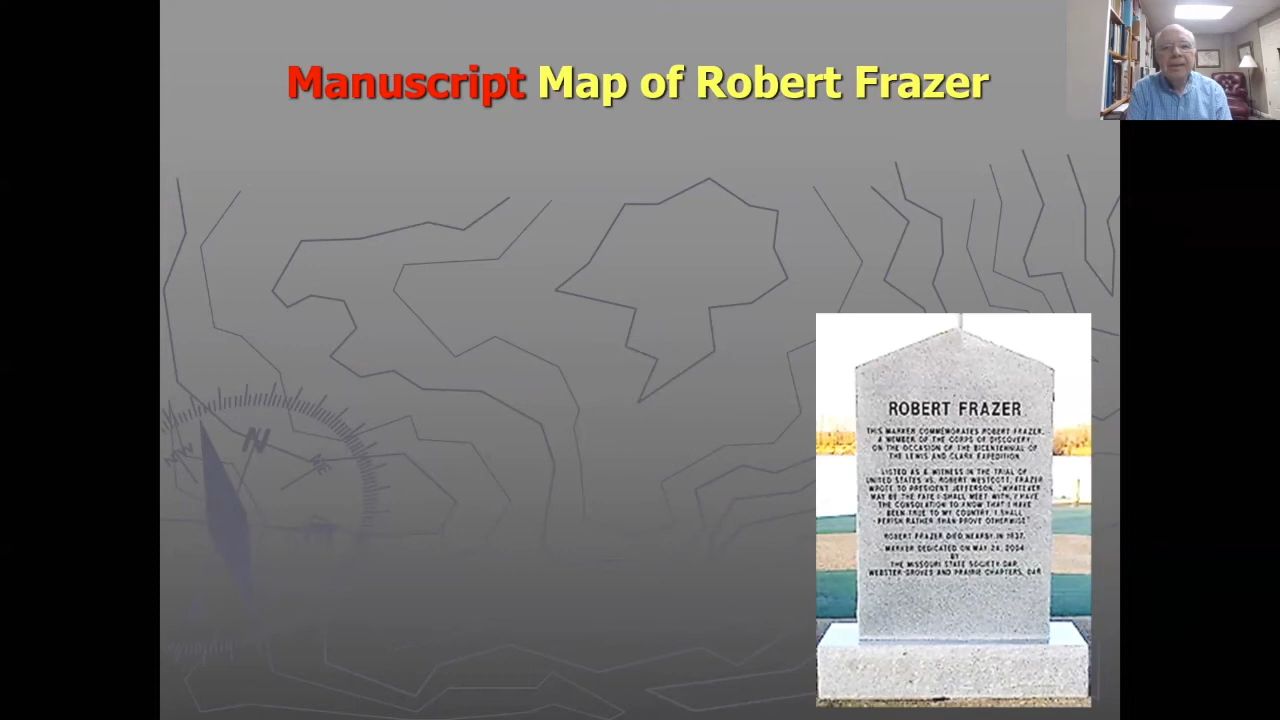 Manuscript Map of Robert Frazer
N
NW
NE
ROBERT FRAZER
THIS MARKER COMMEMORATES ROBERT FRAZER,
A MEMBER OF THE CORPS OF DISCOVERY,
ON THE OCCASION OF THE BICENTENNIAL OF
THE LEWIS AND CLARK EXPEDITION
LISTED AS A WITNESS IN THE TRIAL OF
UNITED STATES VS. ROBERT WESTCOTT, FRAZER
WROTE TO PRESIDENT JEFFERSON, "WHATEVER
MAY BE THE FATE I SHALL MEET WITH, I HAVE
THE CONSOLATION TO KNOW THAT I HAVE
BEEN TRUE TO MY COUNTRY. I SHALL
PERISH RATHER THAN PROVE OTHERWISE"
ROBERT FRAZER DIED NEARBY IN 1837.
MARKER DEDICATED ON MAY 24, 2004
BY
THE MISSOURI STATE SOCIETY DAR,
WEBSTER GROVES AND PRAIRIE CHAPTERS, DAR